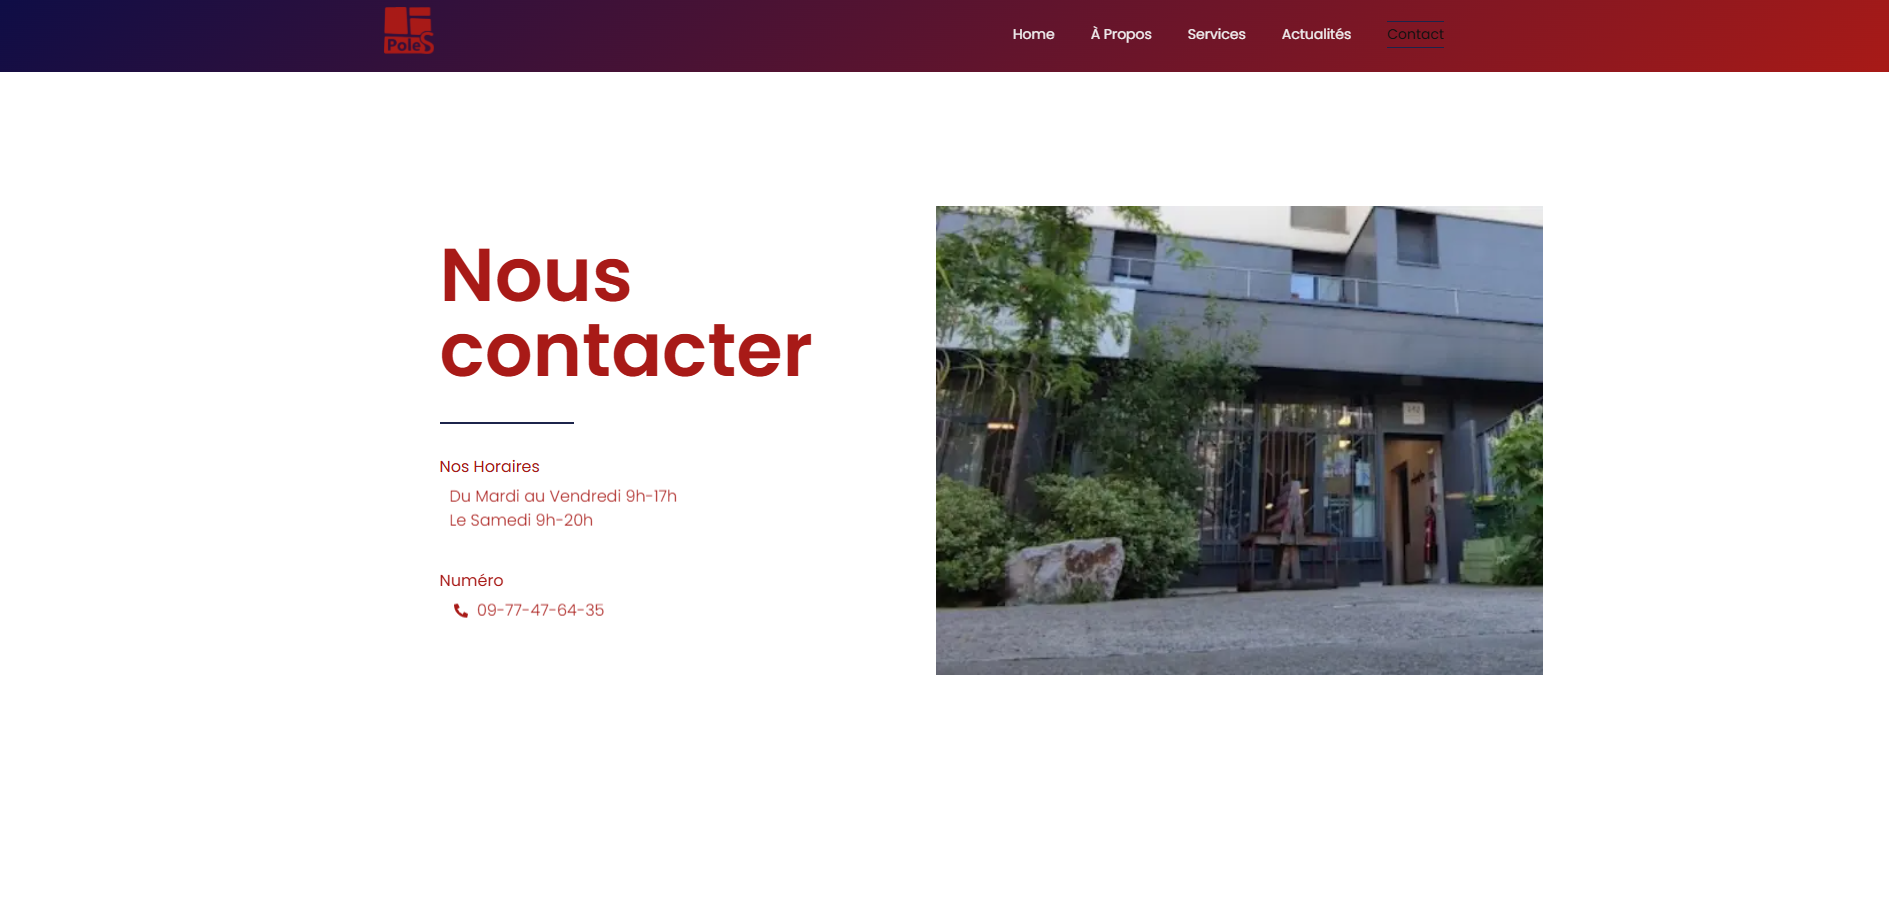 PoleS
Home
À Propos
Services
Actualités
Contact
Nous
contacter
Nos Horaires
Du Mardi au Vendredi 9h-17h
Le Samedi 9h-20h
Numéro
09-77-47-64-35